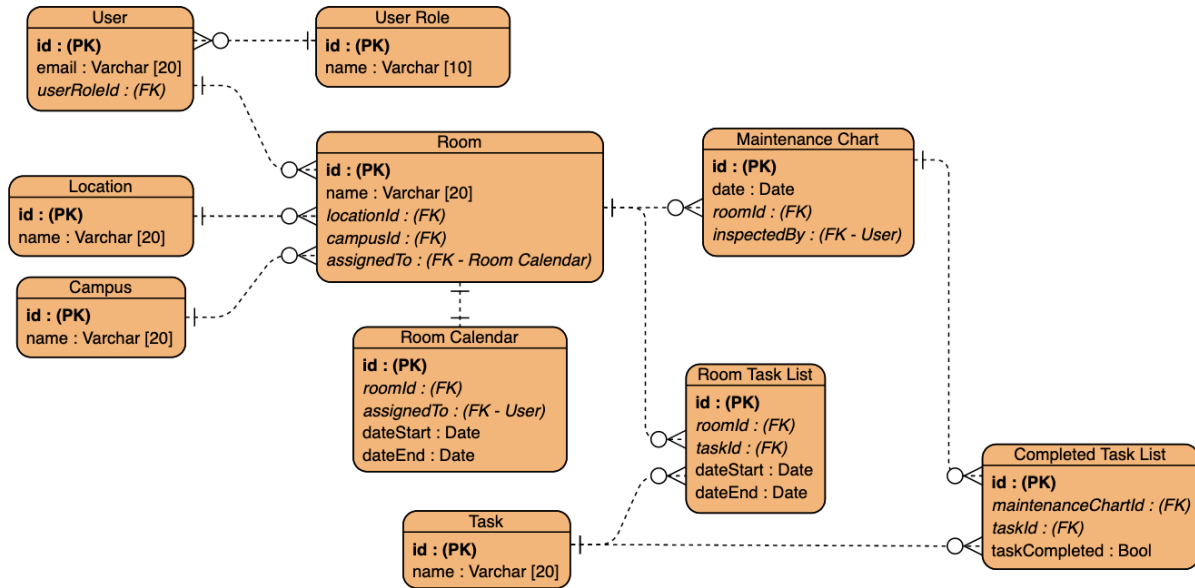 User
id : (PK)
email : Varchar [20]
userRoleId : (FK)
User Role
id : (PK)
name : Varchar [10]
Location
id : (PK)
name : Varchar [20]
Campus
id : (PK)
name : Varchar [20]
Room
id : (PK)
name : Varchar [20]
locationId : (FK)
campusId : (FK)
assignedTo : (FK - Room Calendar)
Maintenance Chart
id : (PK)
date : Date
roomId : (FK)
inspectedBy : (FK - User)
Room Calendar
id : (PK)
roomId : (FK)
assignedTo : (FK - User)
dateStart : Date
dateEnd : Date
Room Task List
id : (PK)
roomId : (FK)
taskId : (FK)
dateStart : Date
dateEnd : Date
Completed Task List
id : (PK)
maintenanceChartId : (FK)
taskId : (FK)
taskCompleted : Bool
Task
id : (PK)
name : Varchar [20]